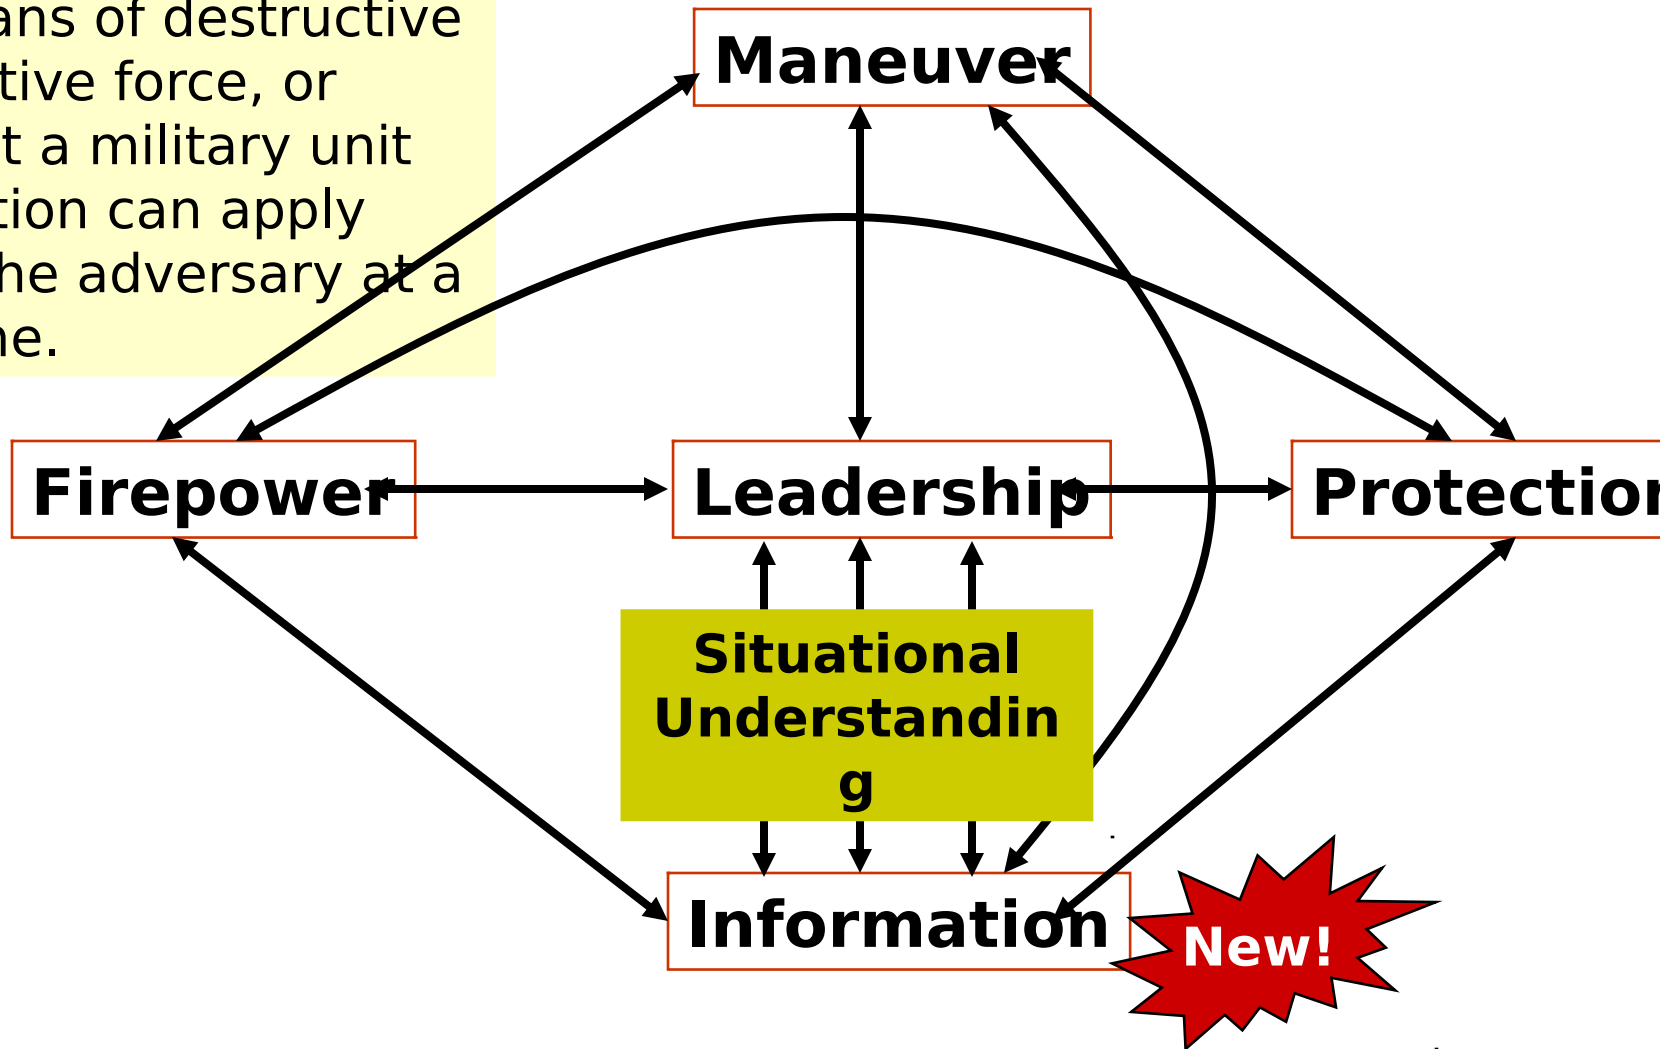 ans of destructive
tive force, or
t a military unit
tion can apply
he adversary at a
ne.
Maneuver
Firepower
Leadership
Protection
Situational
Understandin
g
Information
New!